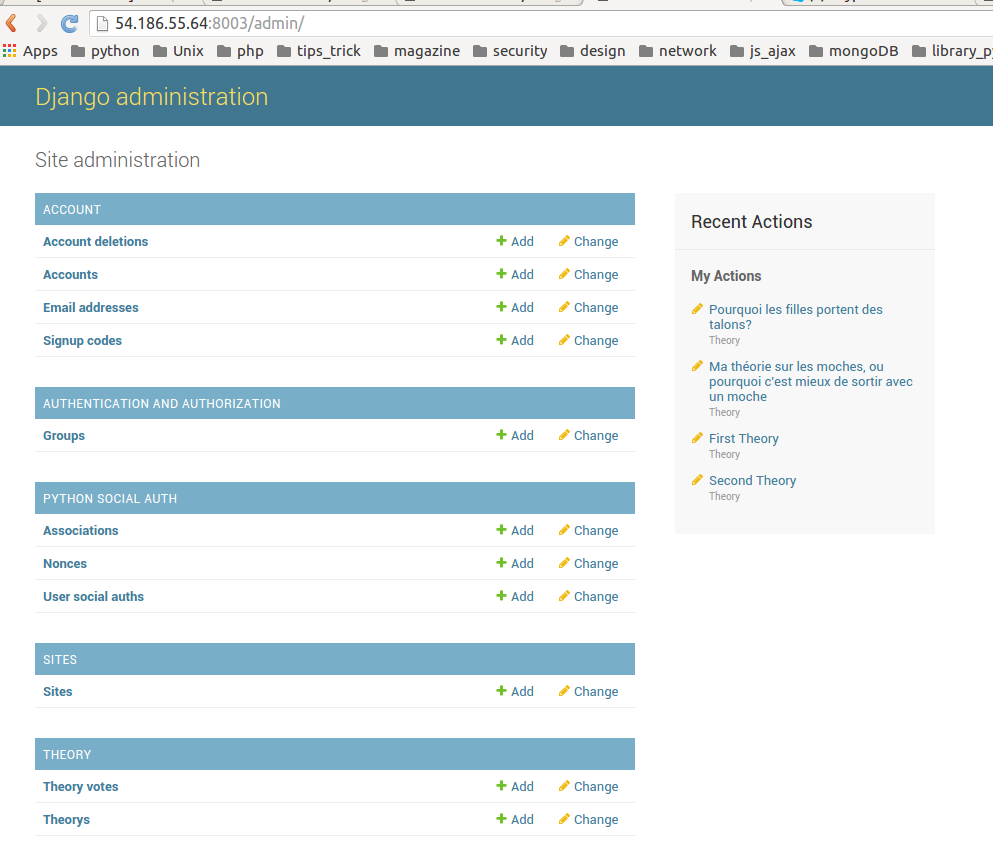 54.186.55.64:8003/admin/
Apps python Unix php tips_trick magazine security design network js_ajax mongoDB
Django administration
Site administration
ACCOUNT
Account deletions Add Change
Accounts Add Change
Email addresses Add Change
Signup codes Add Change
AUTHENTICATION AND AUTHORIZATION
Groups Add Change
PYTHON SOCIAL AUTH
Associations Add Change
Nonces Add Change
User social auths Add Change
SITES
Sites Add Change
THEORY
Theory votes Add Change
Theorys Add Change
Recent Actions
My Actions
Pourquoi les filles portent des
talons?
Theory
Ma théorie sur les moches, ou
pourquoi c'est mieux de sortir avec
un moche
Theory
First Theory
Theory
Second Theory
Theory